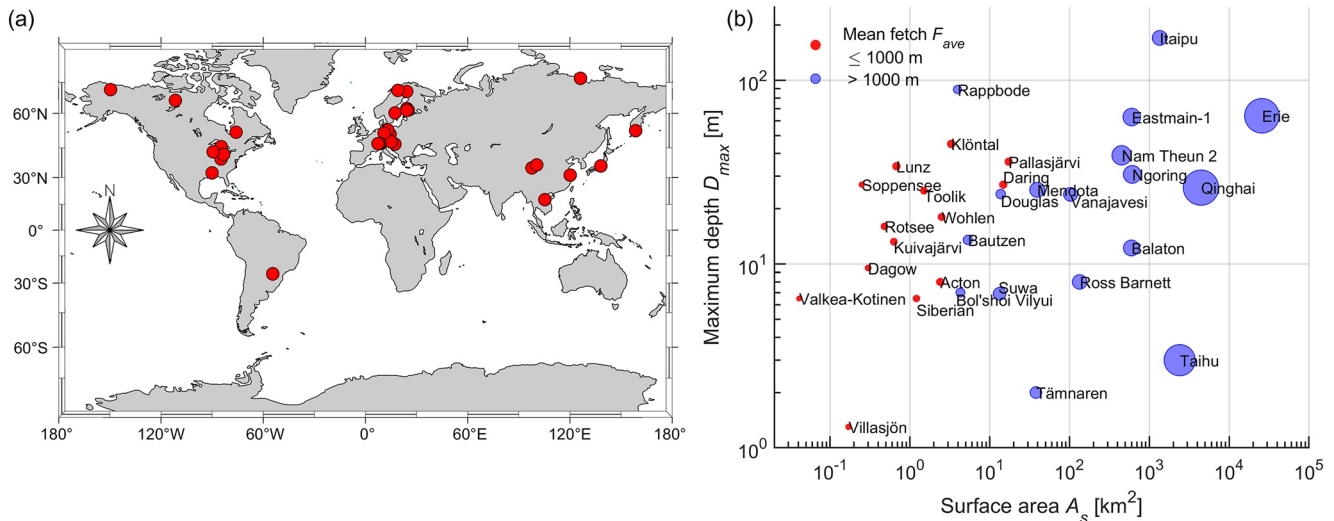 (a)
60°N
30°N
0°
30°S
60°S
180°
120°W
60°W
0°
60°E
120°E
180°
N
(b)
Mean fetch F_ave
≤ 1000 m
> 1000 m
Itaipu
Rappbode
Eastmain-1
Erie
Klöntal
Pallasjärvi
Nam Theun 2
Lunz
Daring
Ngoring
Soppensee
Toolik
Mendota
Qinghai
Douglas
Vanajavesi
Wohlen
Rotsee
Bautzen
Kuivajärvi
Balaton
Dagow
Acton
Suwa
Ross Barnett
Valkea-Kotinen
Bol'shoi Vilyui
Siberian
Taihu
Tämnaren
Villasjön
10^2
10^1
10^0
10^-1
10^0
10^1
10^2
10^3
10^4
10^5
Maximum depth D_max [m]
Surface area A_s [km^2]